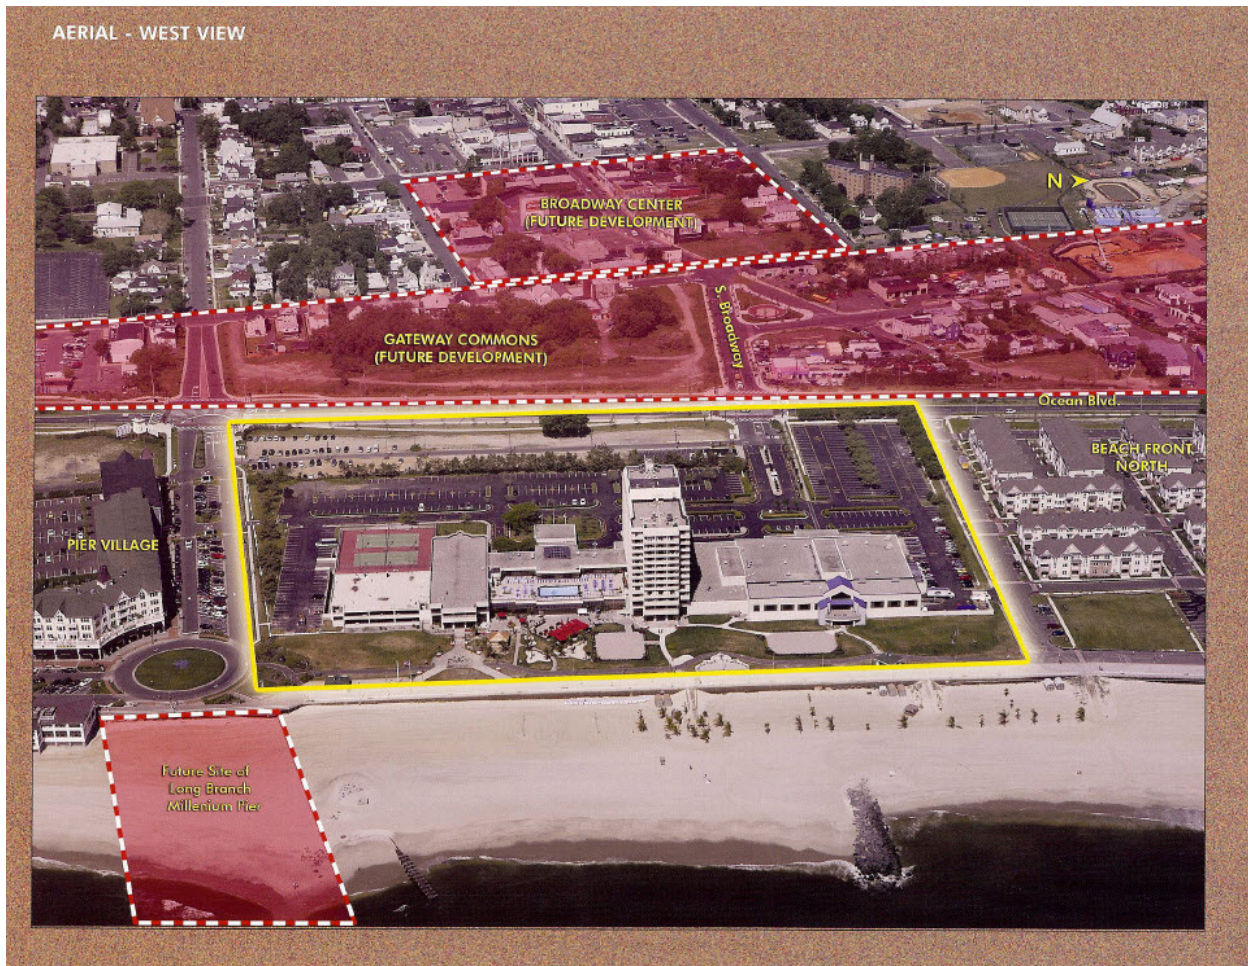 AERIAL - WEST VIEW
N
BROADWAY CENTER
(FUTURE DEVELOPMENT)
S. Broadway
GATEWAY COMMONS
(FUTURE DEVELOPMENT)
Ocean Blvd.
BEACH FRONT
NORTH
PIER VILLAGE
Future Site of
Long Branch
Millenium Pier